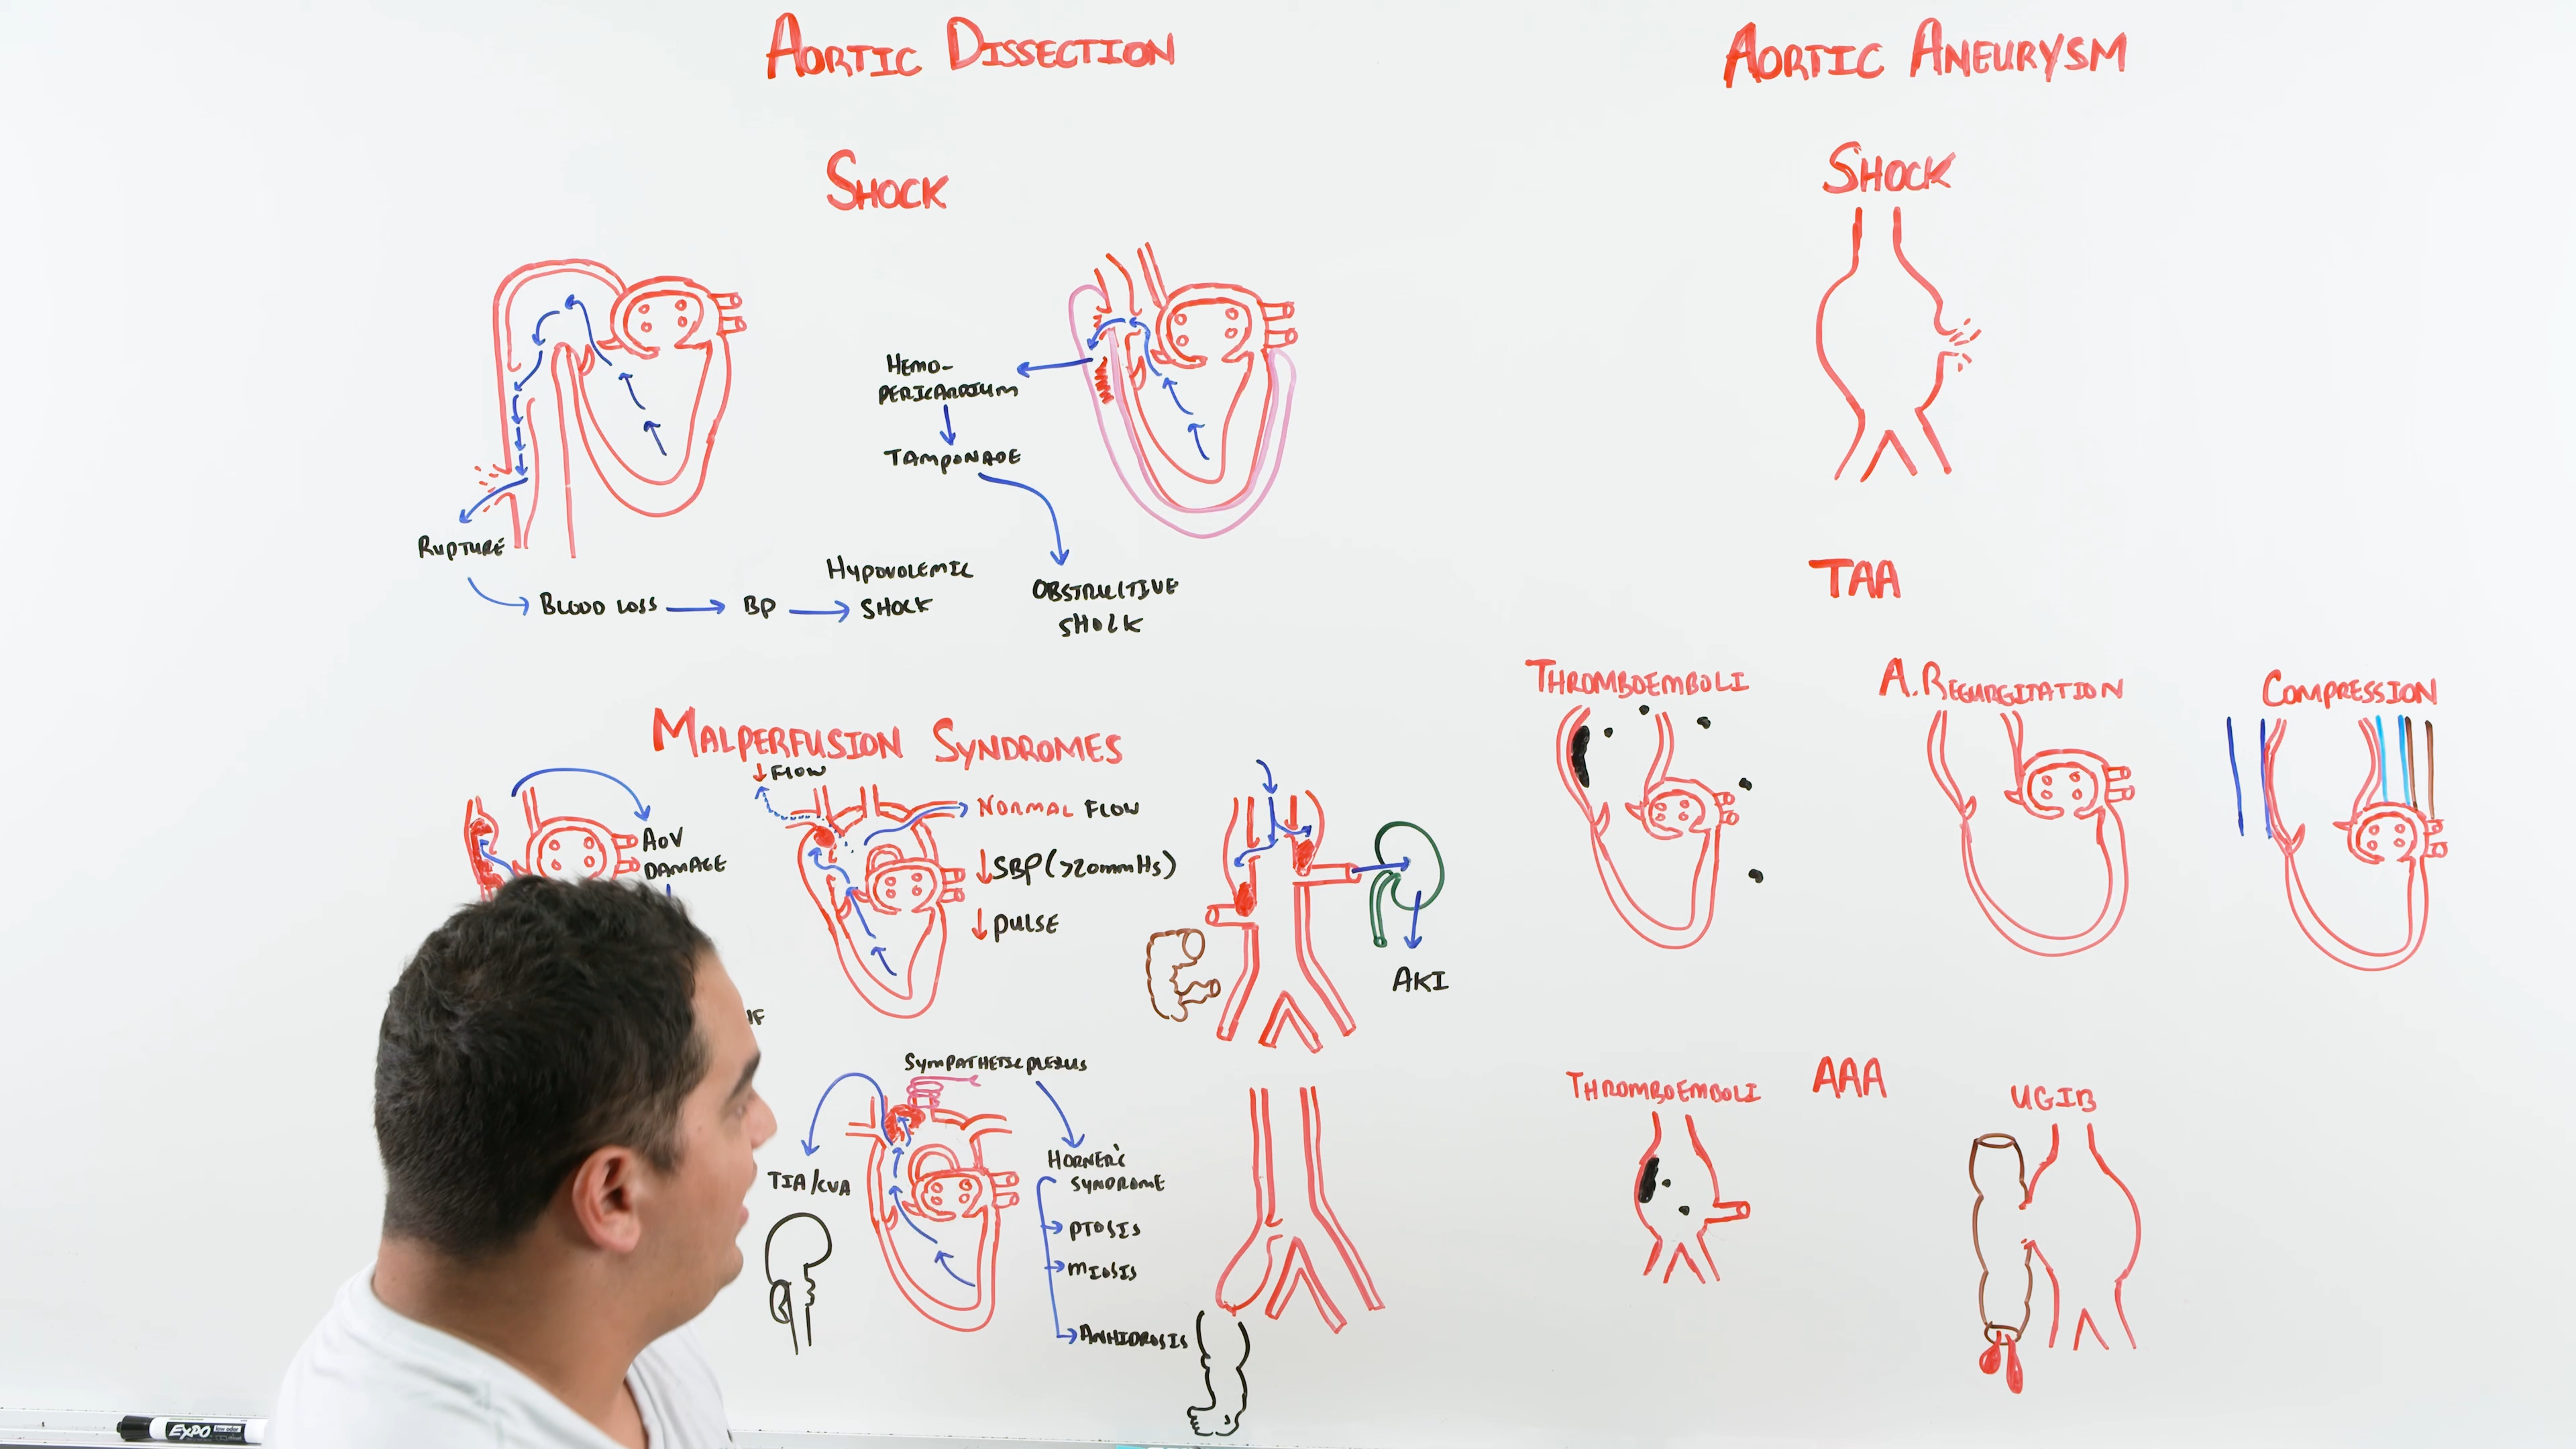 AORTIC DISSECTION
AORTIC ANEURYSM
SHOCK
SHOCK
HEMO-
PERICARDIUM
TAMPONADE
RUPTURE
BLOOD LOSS
BP
HYPOVOLEMIC
SHOCK
OBSTRUCTIVE
SHOCK
TAA
THROMBOEMBOLI
A.REGURGITATION
COMPRESSION
MALPERFUSION SYNDROMES
↓FLOW
NORMAL FLOW
AOV
DAMAGE
↓SBP(>20mmHg)
↓PULSE
AKI
SYMPATHETIC PLEXUS
TIA/CVA
HORNER'S
SYNDROME
PTOSIS
MIOSIS
ANHIDROSIS
AAA
THROMBOEMBOLI
UGIB
EXPO